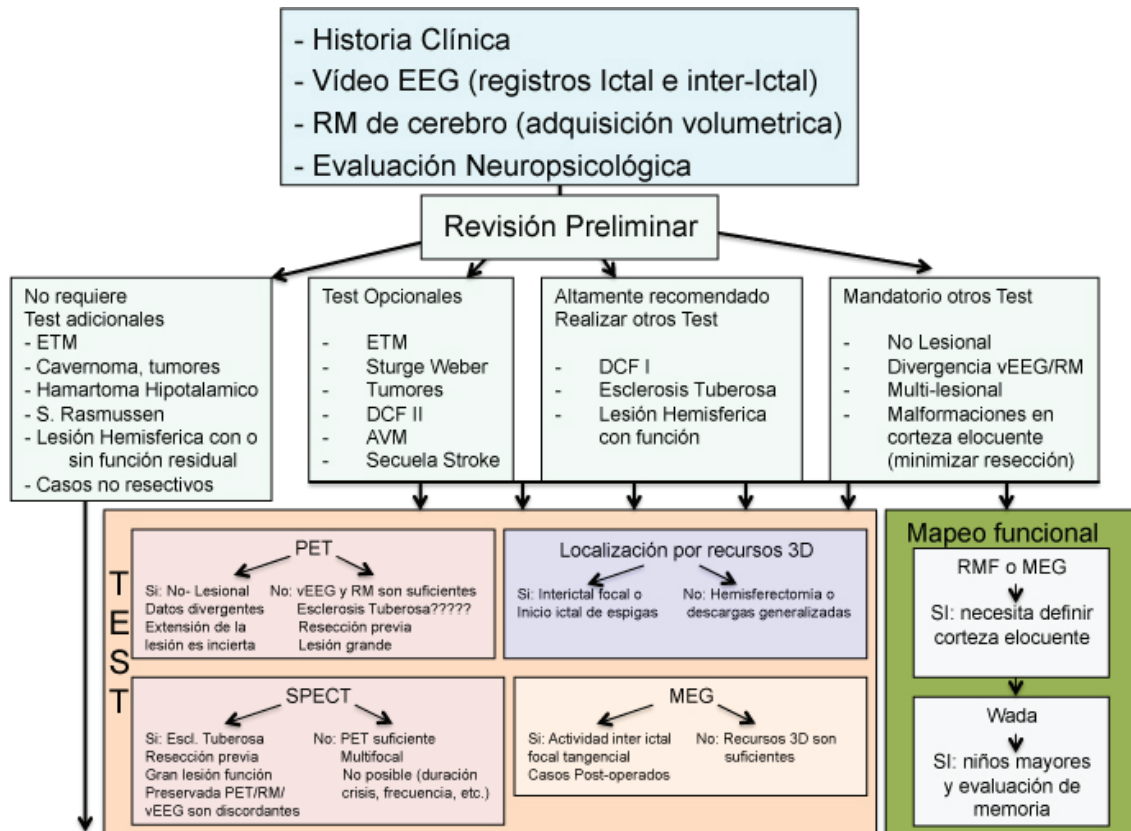 - Historia Clínica
- Vídeo EEG (registros Ictal e inter-Ictal)
- RM de cerebro (adquisición volumetrica)
- Evaluación Neuropsicológica
Revisión Preliminar
No requiere
Test adicionales
- ETM
- Cavernoma, tumores
- Hamartoma Hipotalamico
- S. Rasmussen
- Lesión Hemisferica con o
sin función residual
- Casos no resectivos
Test Opcionales
- ETM
- Sturge Weber
- Tumores
- DCF II
- AVM
- Secuela Stroke
Altamente recomendado
Realizar otros Test
- DCF I
- Esclerosis Tuberosa
- Lesión Hemisferica
con función
Mandatorio otros Test
- No Lesional
- Divergencia vEEG/RM
- Multi-lesional
- Malformaciones en
corteza elocuente
(minimizar resección)
TEST
PET
Si: No- Lesional
Datos divergentes
Extensión de la
lesión es incierta
No: vEEG y RM son suficientes
Esclerosis Tuberosa?????
Resección previa
Lesión grande
Localización por recursos 3D
Si: Interictal focal o
Inicio ictal de espigas
No: Hemisferectomía o
descargas generalizadas
SPECT
Si: Escl. Tuberosa
Resección previa
Gran lesión función
Preservada PET/RM/
vEEG son discordantes
No: PET suficiente
Multifocal
No posible (duración
crisis, frecuencia, etc.)
MEG
Si: Actividad inter ictal
focal tangencial
Casos Post-operados
No: Recursos 3D son
suficientes
Mapeo funcional
RMF o MEG
SI: necesita definir
corteza elocuente
Wada
SI: niños mayores
y evaluación de
memoria